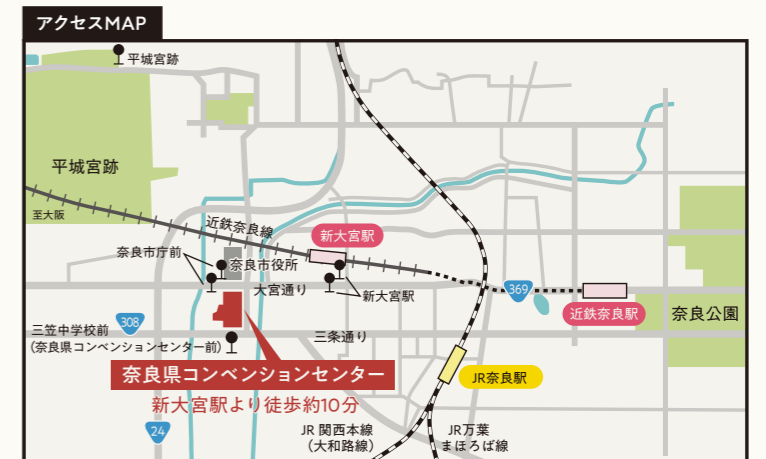 アクセスMAP
平城宮跡
平城宮跡
至大阪
近鉄奈良線
新大宮駅
奈良市庁前
奈良市役所
大宮通り
新大宮駅
369
近鉄奈良駅
奈良公園
308
三笠中学校前
(奈良県コンベンションセンター前)
三条通り
奈良県コンベンションセンター
新大宮駅より徒歩約10分
JR奈良駅
24
JR 関西本線
(大和路線)
JR万葉
まほろば線